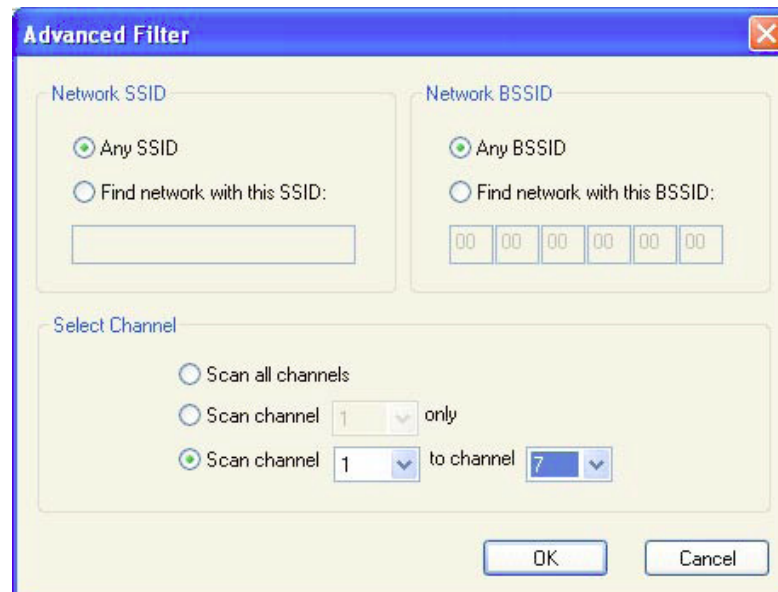 Advanced Filter
Network SSID
Any SSID
Find network with this SSID:
Network BSSID
Any BSSID
Find network with this BSSID:
00 00 00 00 00 00
Select Channel
Scan all channels
Scan channel 1 only
Scan channel 1 to channel 7
OK Cancel